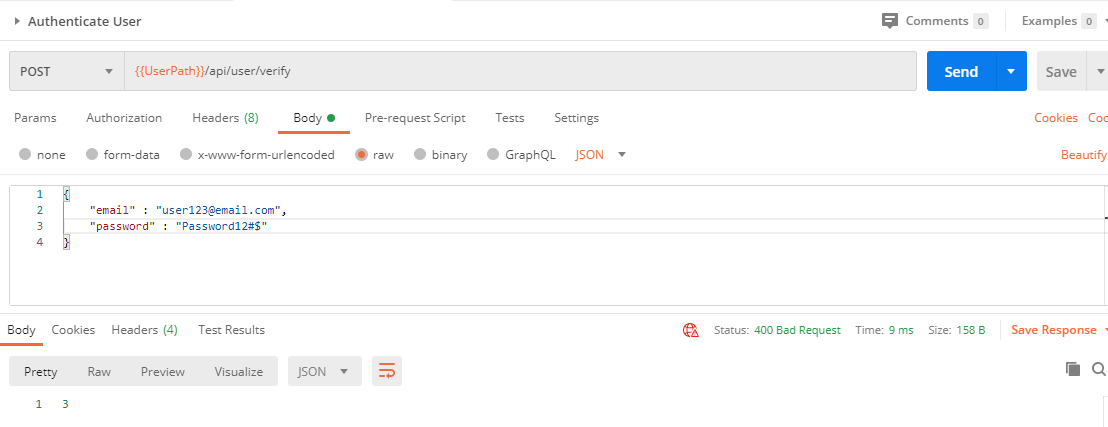 Authenticate User Comments 0 Examples 0
POST {{UserPath}}/api/user/verify Send Save
Params Authorization Headers (8) Body Pre-request Script Tests Settings Cookies Coo
none form-data x-www-form-urlencoded raw binary GraphQL JSON Beautify
1 {
2 "email" : "user123@email.com",
3 "password" : "Password12#$"
4 }
Body Cookies Headers (4) Test Results Status: 400 Bad Request Time: 9 ms Size: 158 B Save Response
Pretty Raw Preview Visualize JSON
1 3